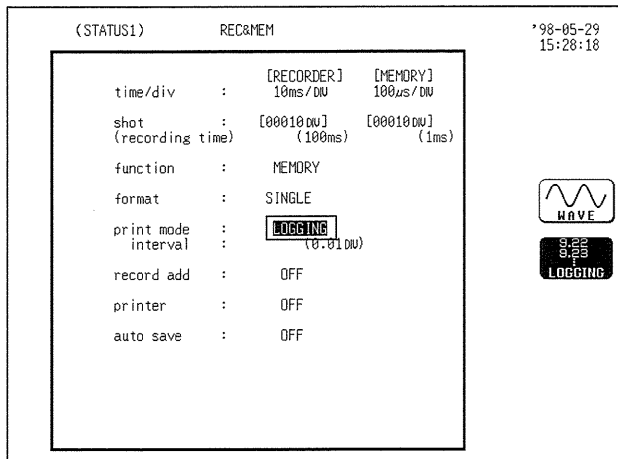 (STATUS1) REC&MEM '98-05-29
15:28:18
[RECORDER] [MEMORY]
time/div : 10ms/DIV 100µs/DIV
shot : [00010DIV] [00010DIV]
(recording time) (100ms) (1ms)
function : MEMORY
format : SINGLE
print mode : LOGGING
interval : (0.01DIV)
record add : OFF
printer : OFF
auto save : OFF
WAVE
9.22
9.23
LOGGING